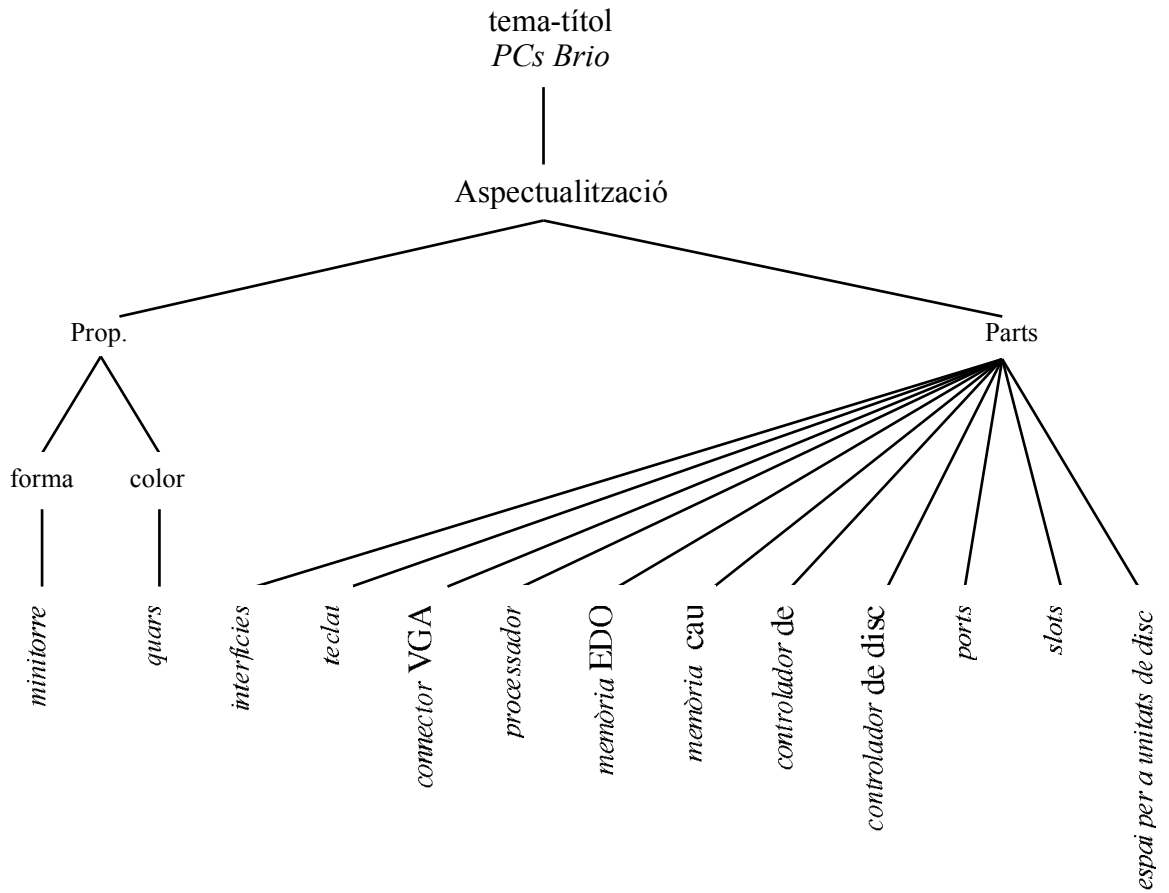 tema-títol
PCs Brio
Aspectualització
Prop.
Parts
forma
color
minitorre
quars
interfícies
teclat
connector VGA
processador
memòria EDO
memòria cau
controlador de
controlador de disc
ports
slots
espai per a unitats de disc